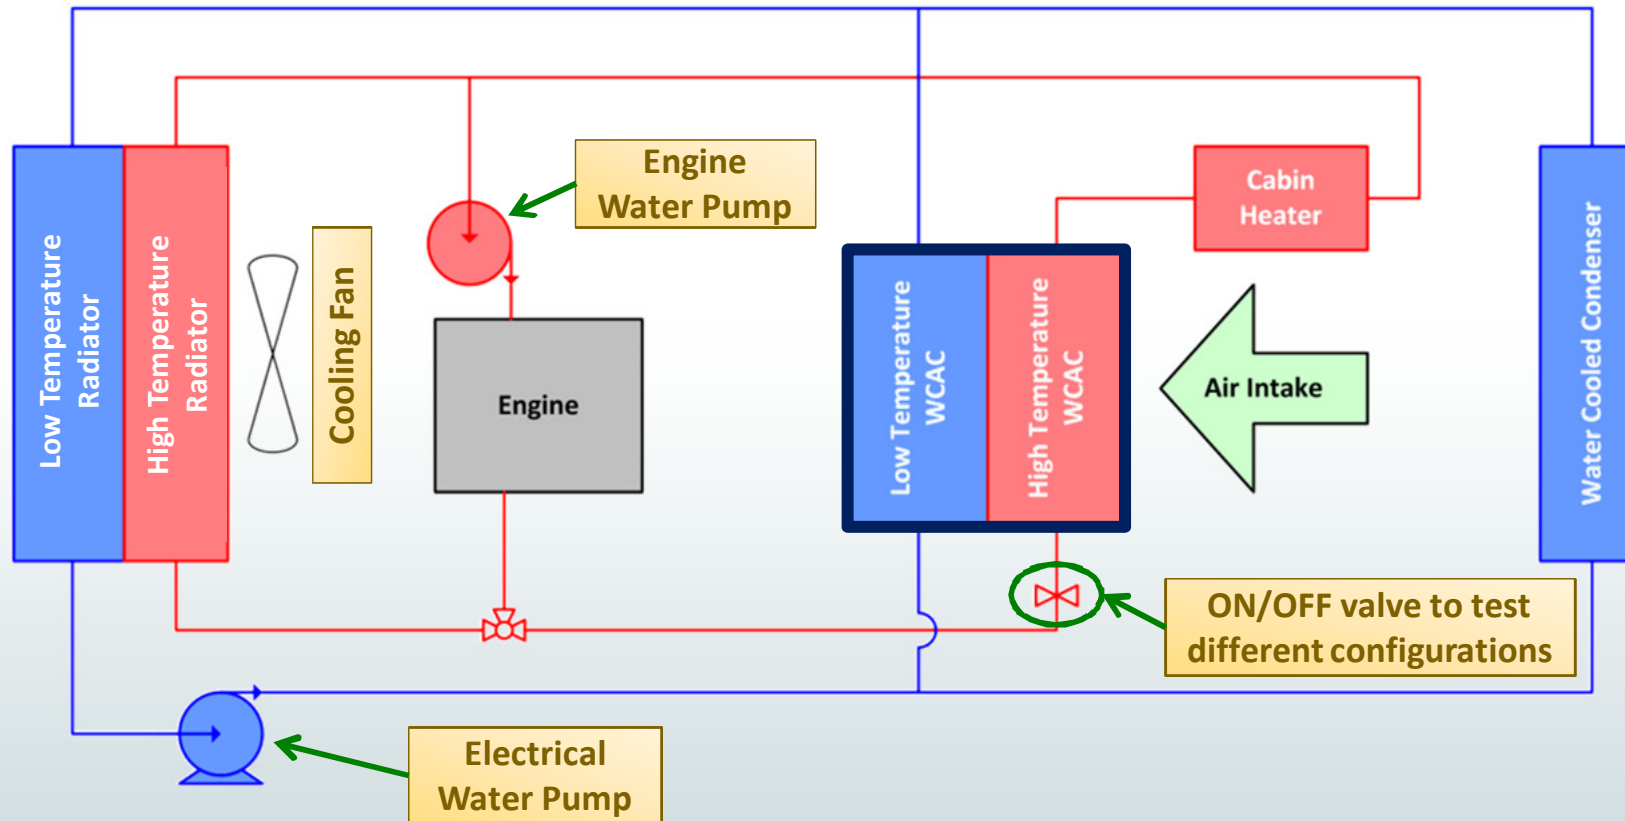 Low Temperature
Radiator
High Temperature
Radiator
Cooling Fan
Engine
Water Pump
Engine
Low Temperature
WCAC
High Temperature
WCAC
Cabin
Heater
Air Intake
Water Cooled Condenser
ON/OFF valve to test
different configurations
Electrical
Water Pump